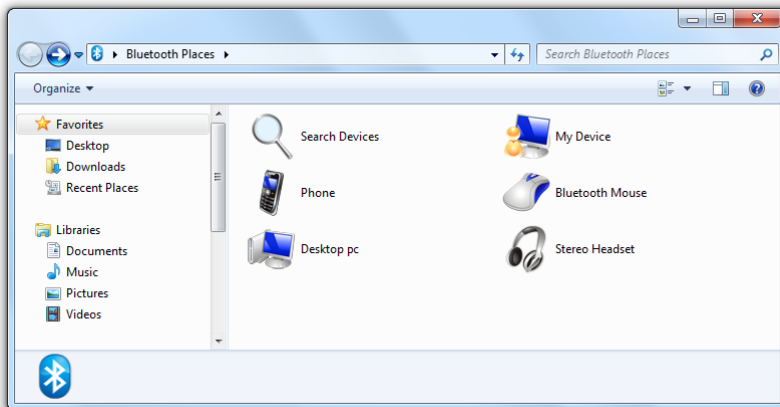 Bluetooth Places
Search Bluetooth Places
Organize
Favorites
Desktop
Downloads
Recent Places
Libraries
Documents
Music
Pictures
Videos
Search Devices
My Device
Phone
Bluetooth Mouse
Desktop pc
Stereo Headset